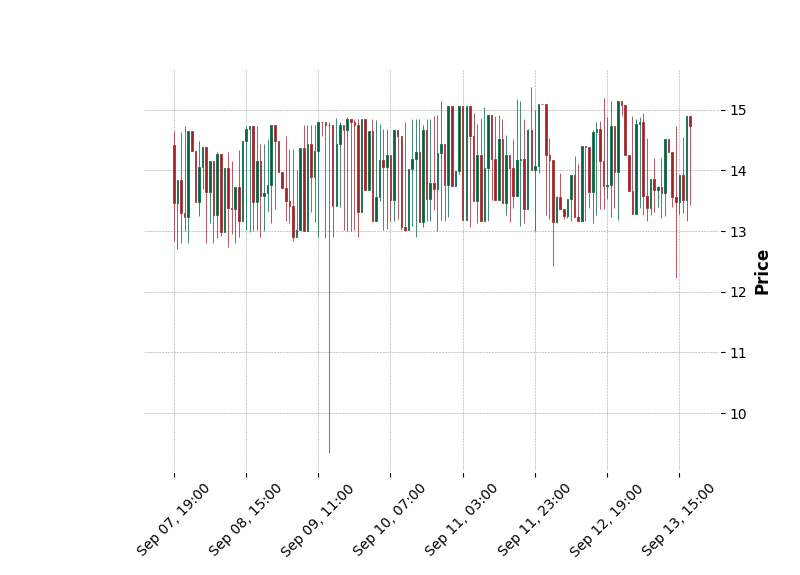 15
14
13
12
11
10
Price
Sep 07, 19:00
Sep 08, 15:00
Sep 09, 11:00
Sep 10, 07:00
Sep 11, 03:00
Sep 11, 23:00
Sep 12, 19:00
Sep 13, 15:00